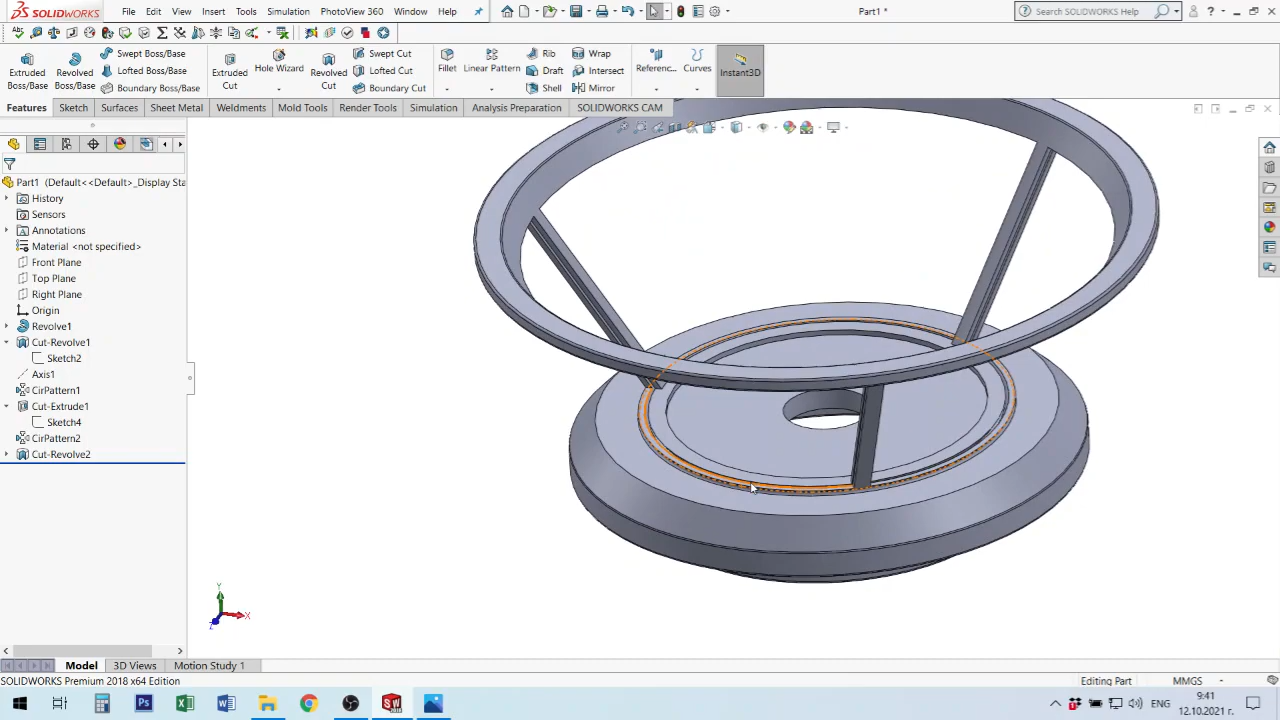 SOLIDWORKS File Edit View Insert Tools Simulation PhotoView 360 Window Help Part1 * Search SOLIDWORKS Help
Extruded Boss/Base
Revolved Boss/Base
Swept Boss/Base
Lofted Boss/Base
Boundary Boss/Base
Extruded Cut
Hole Wizard
Revolved Cut
Swept Cut
Lofted Cut
Boundary Cut
Fillet
Linear Pattern
Rib
Draft
Shell
Wrap
Intersect
Mirror
Referenc...
Curves
Instant3D
Features Sketch Surfaces Sheet Metal Weldments Mold Tools Render Tools Simulation Analysis Preparation SOLIDWORKS CAM
Part1 (Default<<Default>_Display Sta
History
Sensors
Annotations
Material <not specified>
Front Plane
Top Plane
Right Plane
Origin
Revolve1
Cut-Revolve1
Sketch2
Axis1
CirPattern1
Cut-Extrude1
Sketch4
CirPattern2
Cut-Revolve2
Y
X
Z
Model 3D Views Motion Study 1
SOLIDWORKS Premium 2018 x64 Edition Editing Part MMGS
9:41
ENG
12.10.2021 г.